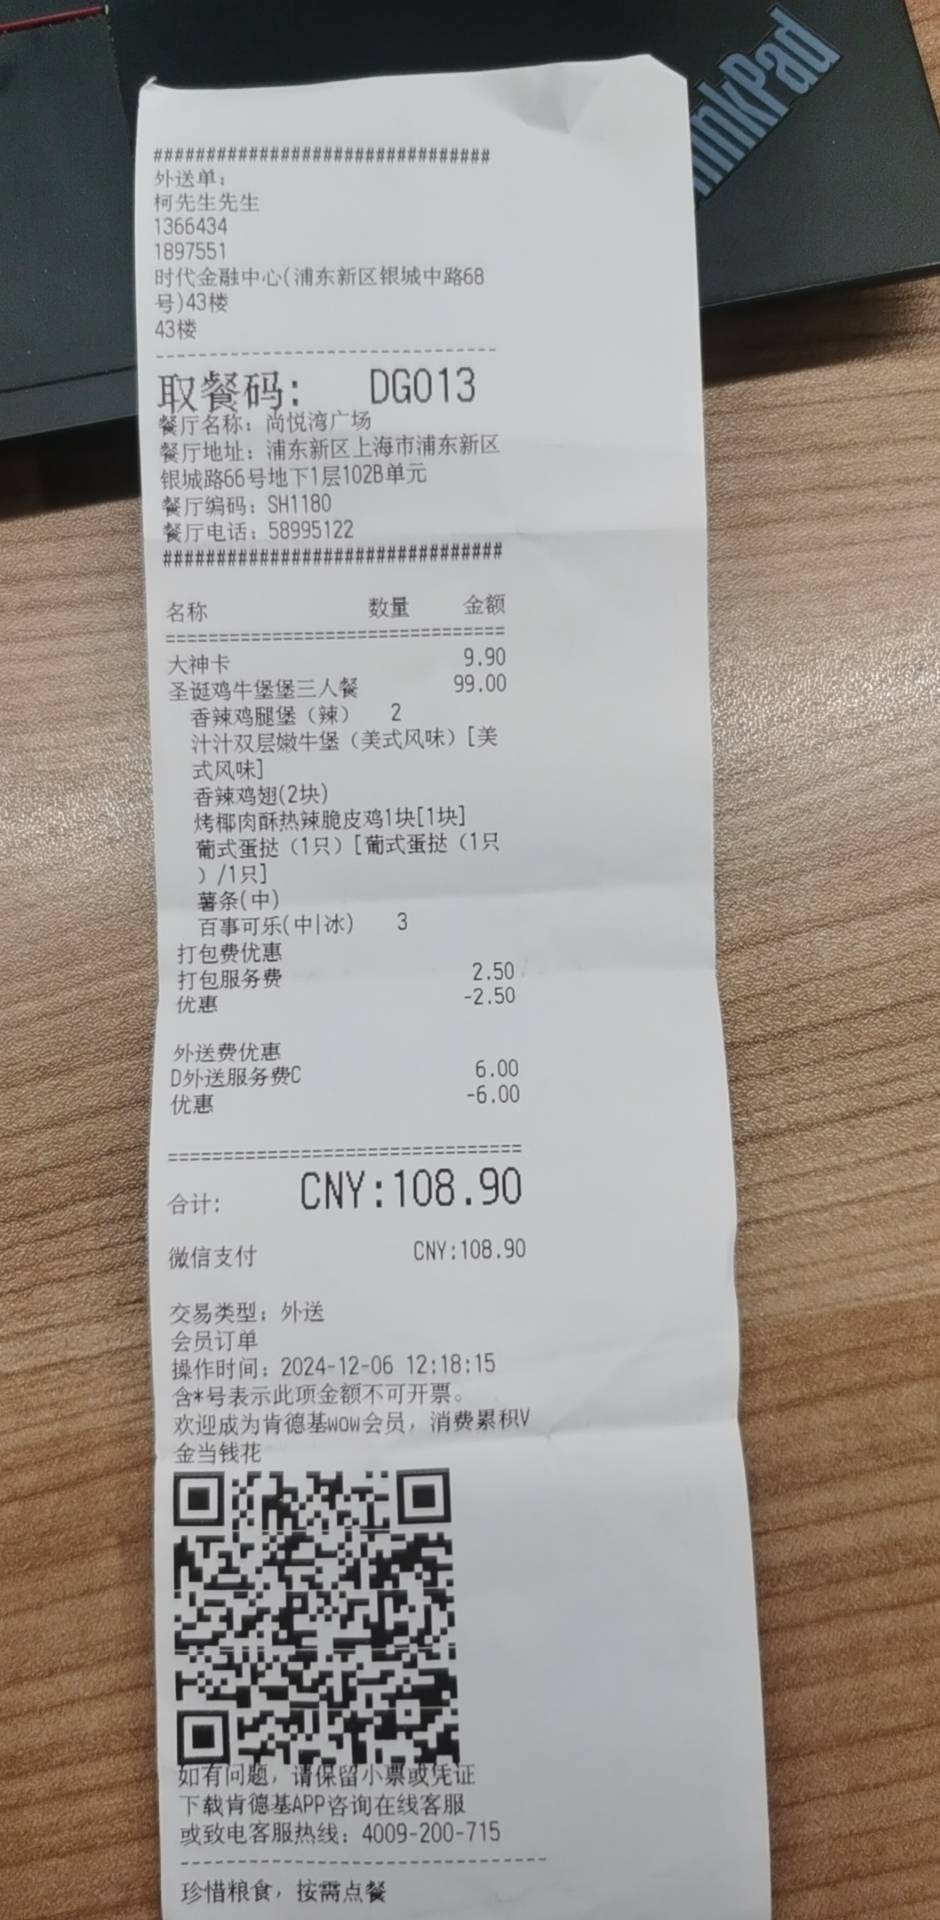 ThinkPad
################################
外送单:
柯先生先生
1366434
1897551
时代金融中心(浦东新区银城中路68
号)43楼
43楼
--------------------------------
取餐码: DG013
餐厅名称: 尚悦湾广场
餐厅地址: 浦东新区上海市浦东新区
银城路66号地下1层102B单元
餐厅编码: SH1180
餐厅电话: 58995122
################################
名称 数量 金额
================================
大神卡 9.90
圣诞鸡牛堡堡三人餐 99.00
香辣鸡腿堡（辣） 2
汁汁双层嫩牛堡（美式风味）[美
式风味]
香辣鸡翅(2块)
烤椰肉酥热辣脆皮鸡1块[1块]
葡式蛋挞（1只）[葡式蛋挞（1只
）/1只]
薯条(中)
百事可乐(中|冰) 3
打包费优惠
打包服务费 2.50
优惠 -2.50
外送费优惠
D外送服务费C 6.00
优惠 -6.00
================================
合计: CNY:108.90
微信支付 CNY:108.90
交易类型: 外送
会员订单
操作时间: 2024-12-06 12:18:15
含*号表示此项金额不可开票。
欢迎成为肯德基wow会员，消费累积V
金当钱花
如有问题，请保留小票或凭证
下载肯德基APP咨询在线客服
或致电客服热线: 4009-200-715
--------------------------------
珍惜粮食，按需点餐